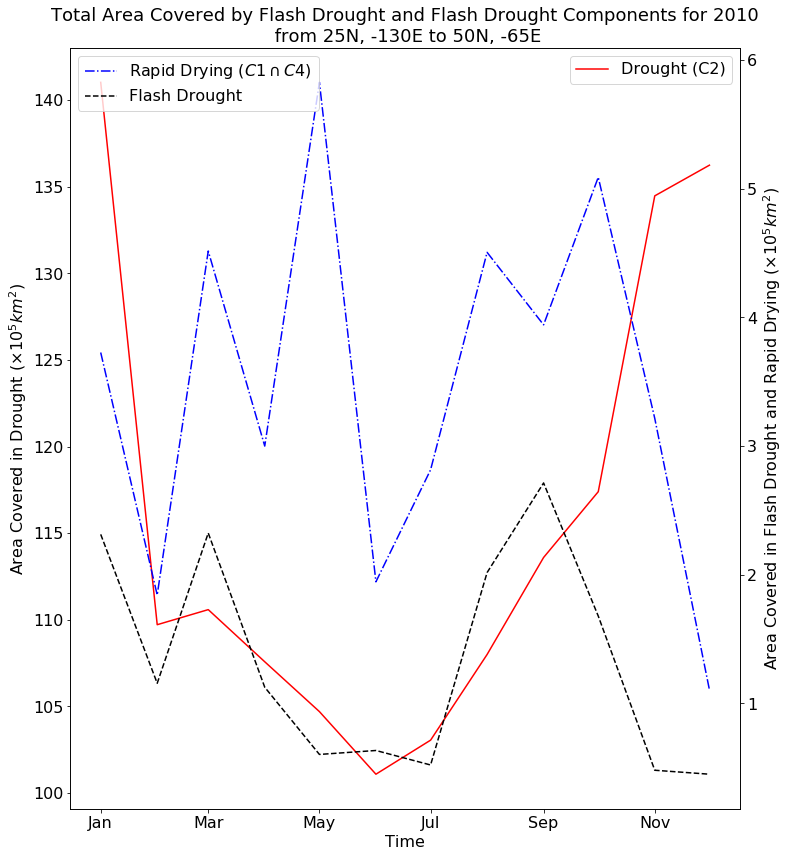 Total Area Covered by Flash Drought and Flash Drought Components for 2010
from 25N, -130E to 50N, -65E
Rapid Drying (C1 ∩ C4)
Flash Drought
Drought (C2)
Area Covered in Drought (×10⁵km²)
140
135
130
125
120
115
110
105
100
6
5
4
3
2
1
Area Covered in Flash Drought and Rapid Drying (×10⁵km²)
Jan Mar May Jul Sep Nov
Time